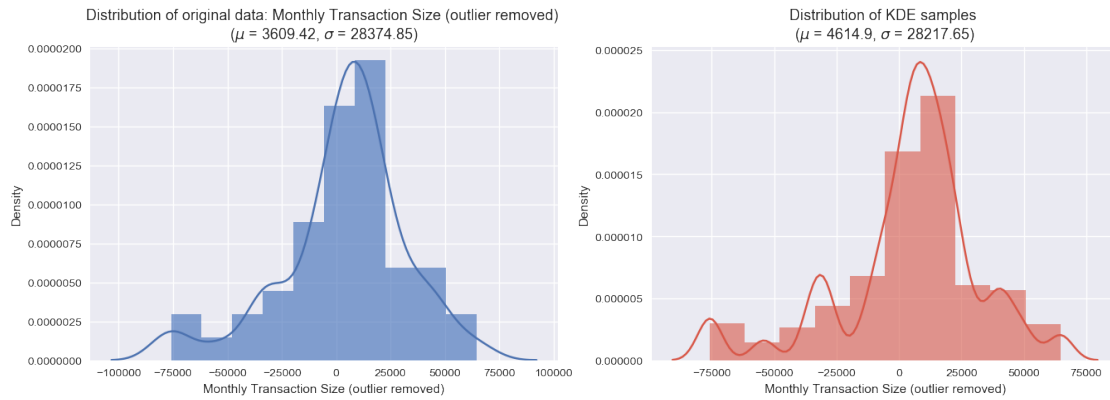 Distribution of original data: Monthly Transaction Size (outlier removed)
(μ = 3609.42, σ = 28374.85)
0.0000200
0.0000175
0.0000150
0.0000125
0.0000100
0.0000075
0.0000050
0.0000025
0.0000000
Density
−100000 −75000 −50000 −25000 0 25000 50000 75000 100000
Monthly Transaction Size (outlier removed)
Distribution of KDE samples
(μ = 4614.9, σ = 28217.65)
0.000025
0.000020
0.000015
0.000010
0.000005
0.000000
Density
−75000 −50000 −25000 0 25000 50000 75000
Monthly Transaction Size (outlier removed)